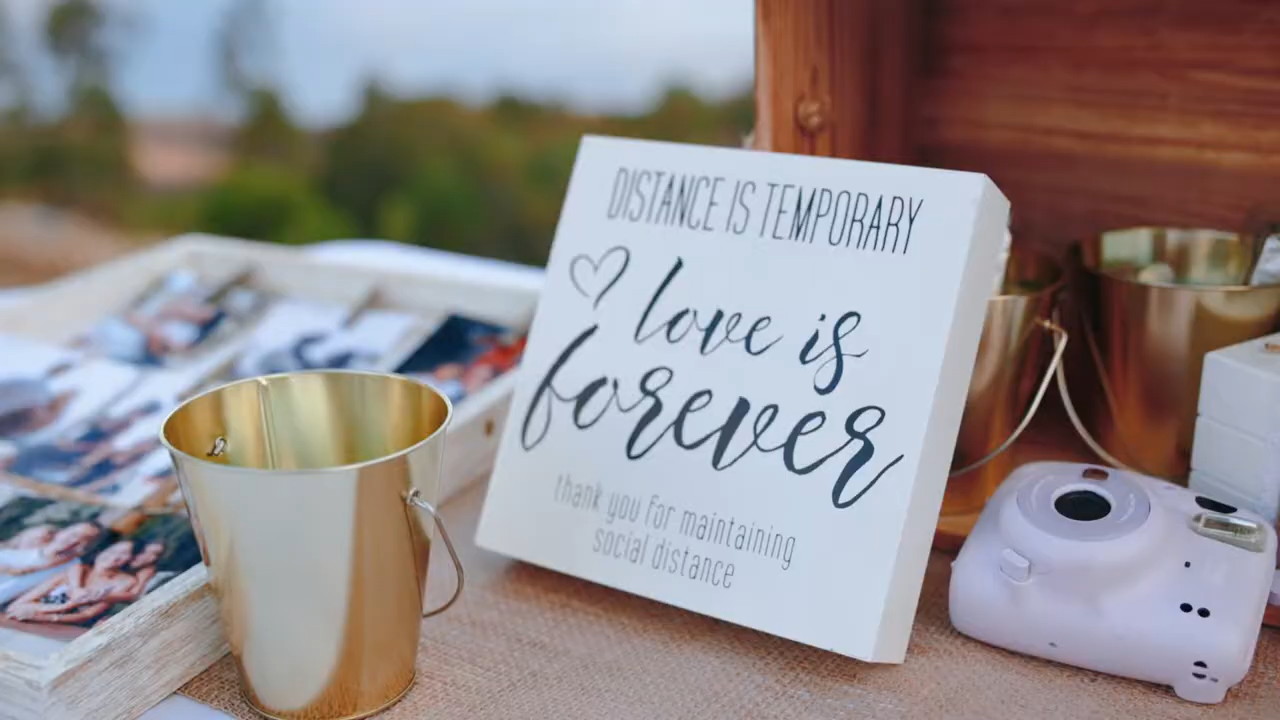 DISTANCE IS TEMPORARY
love is
forever
thank you for maintaining
social distance